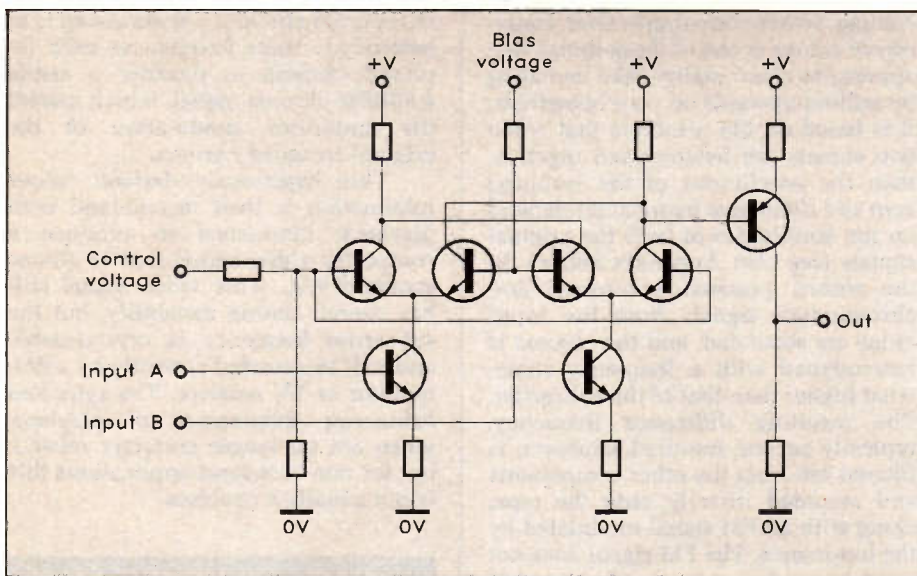 Bias
+V voltage +V +V
Control
voltage
Out
Input A
Input B
0V 0V 0V 0V